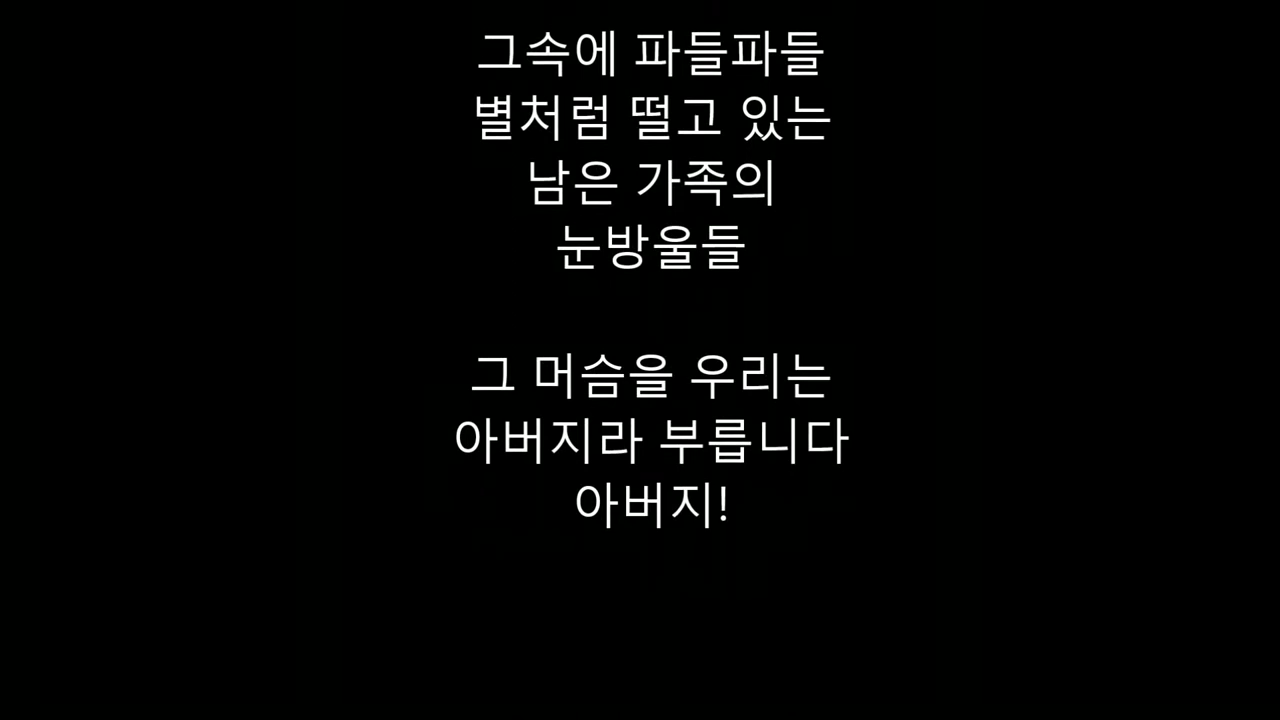 그속에 파들파들
별처럼 떨고 있는
남은 가족의
눈방울들
그 머슴을 우리는
아버지라 부릅니다
아버지!